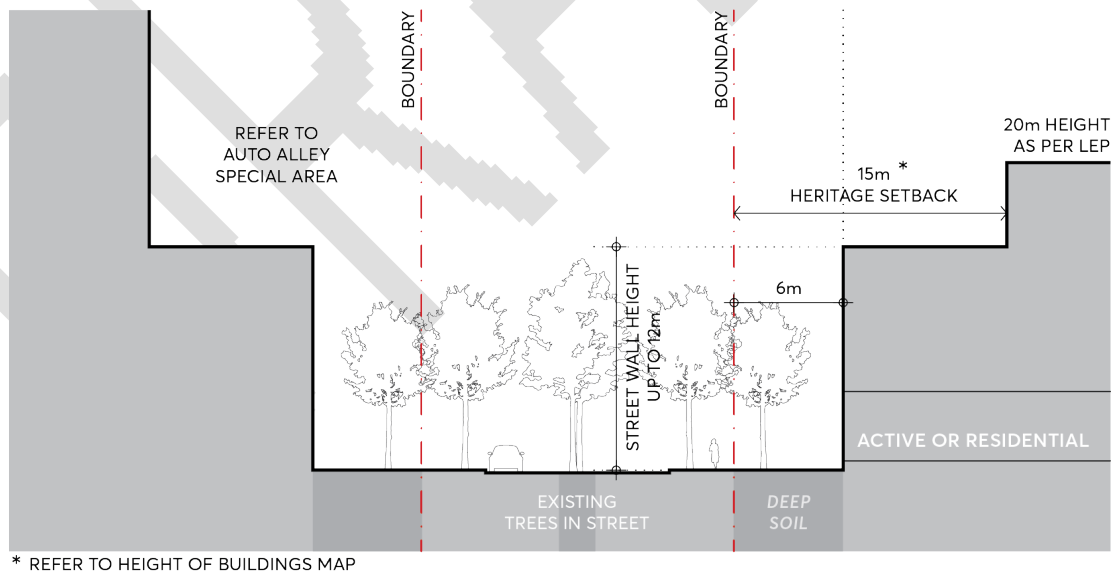 BOUNDARY
BOUNDARY
REFER TO
AUTO ALLEY
SPECIAL AREA
20m HEIGHT
AS PER LEP
15m *
HERITAGE SETBACK
6m
STREET WALL HEIGHT
UP TO 12m
ACTIVE OR RESIDENTIAL
EXISTING
TREES IN STREET
DEEP
SOIL
* REFER TO HEIGHT OF BUILDINGS MAP